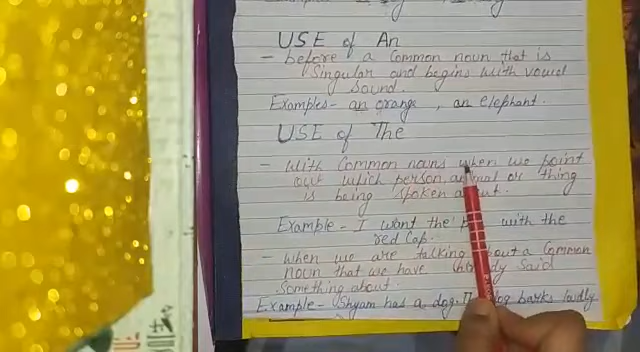 USE of An
- before a Common noun that is
Singular and begins with vowel
Sound.
Examples- an orange, an elephant.
USE of The
- With Common nouns when we point
out which person, animal or thing
is being spoken about.
Example - I want the with the
red Cap.
- When we are talking about a Common
noun that we have already Said
Something about.
Example- Shyam has a dog. The dog barks loudly